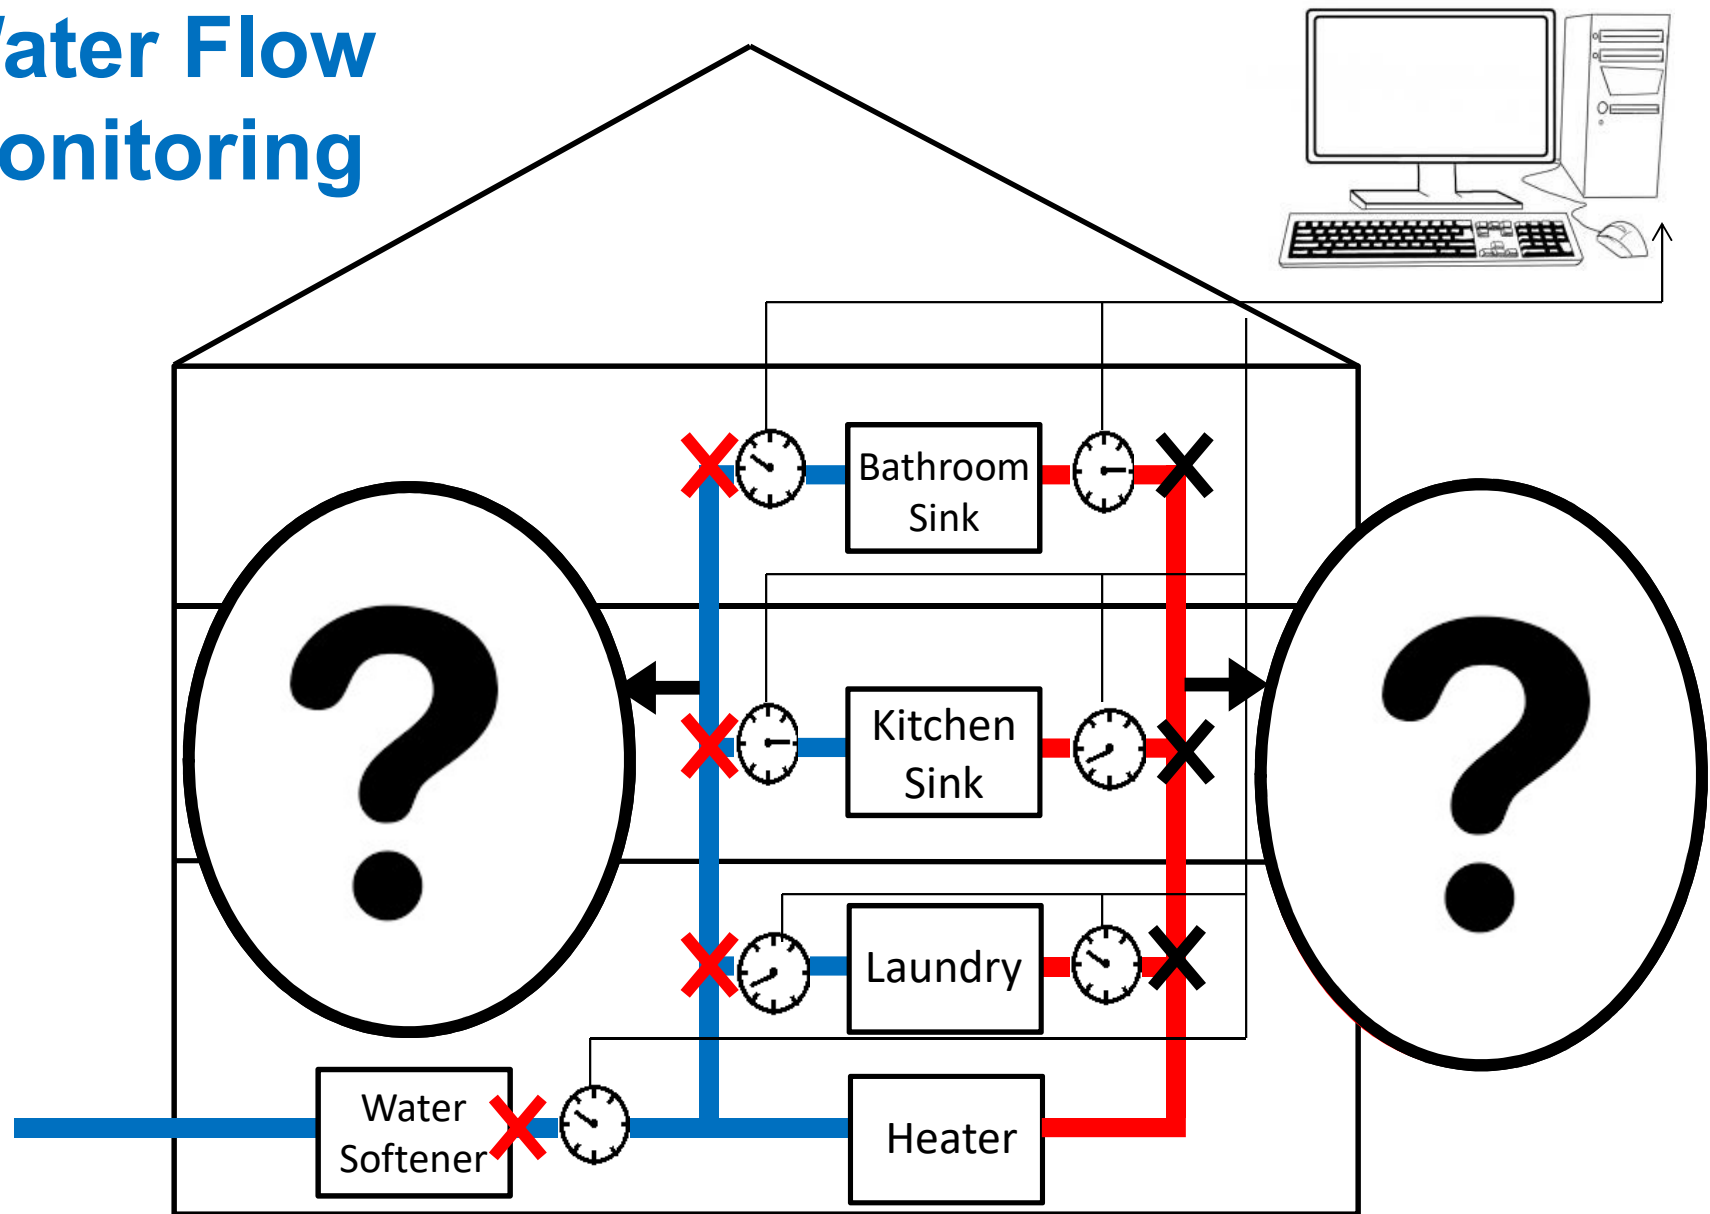 ater Flow
onitoring
Bathroom
Sink
?
?
Kitchen
Sink
Laundry
Water
Softener
Heater